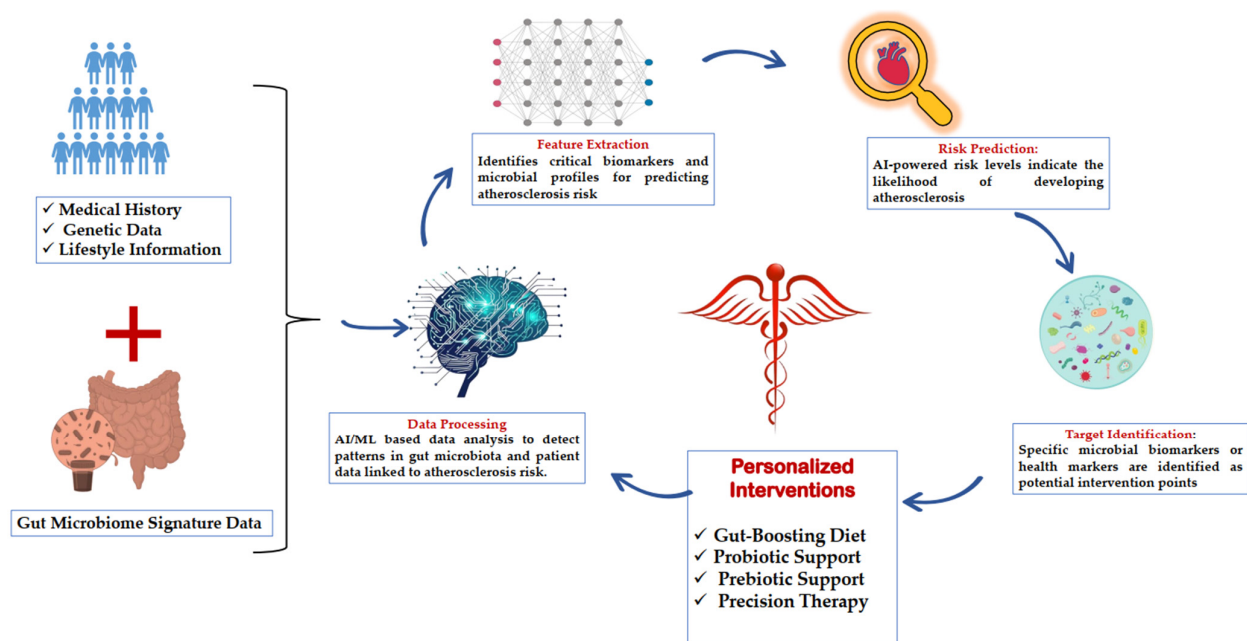 ✓ Medical History
✓ Genetic Data
✓ Lifestyle Information
Gut Microbiome Signature Data
Data Processing
AI/ML based data analysis to detect
patterns in gut microbiota and patient
data linked to atherosclerosis risk.
Feature Extraction
Identifies critical biomarkers and
microbial profiles for predicting
atherosclerosis risk
Risk Prediction:
AI-powered risk levels indicate the
likelihood of developing
atherosclerosis
Target Identification:
Specific microbial biomarkers or
health markers are identified as
potential intervention points
Personalized
Interventions
✓ Gut-Boosting Diet
✓ Probiotic Support
✓ Prebiotic Support
✓ Precision Therapy